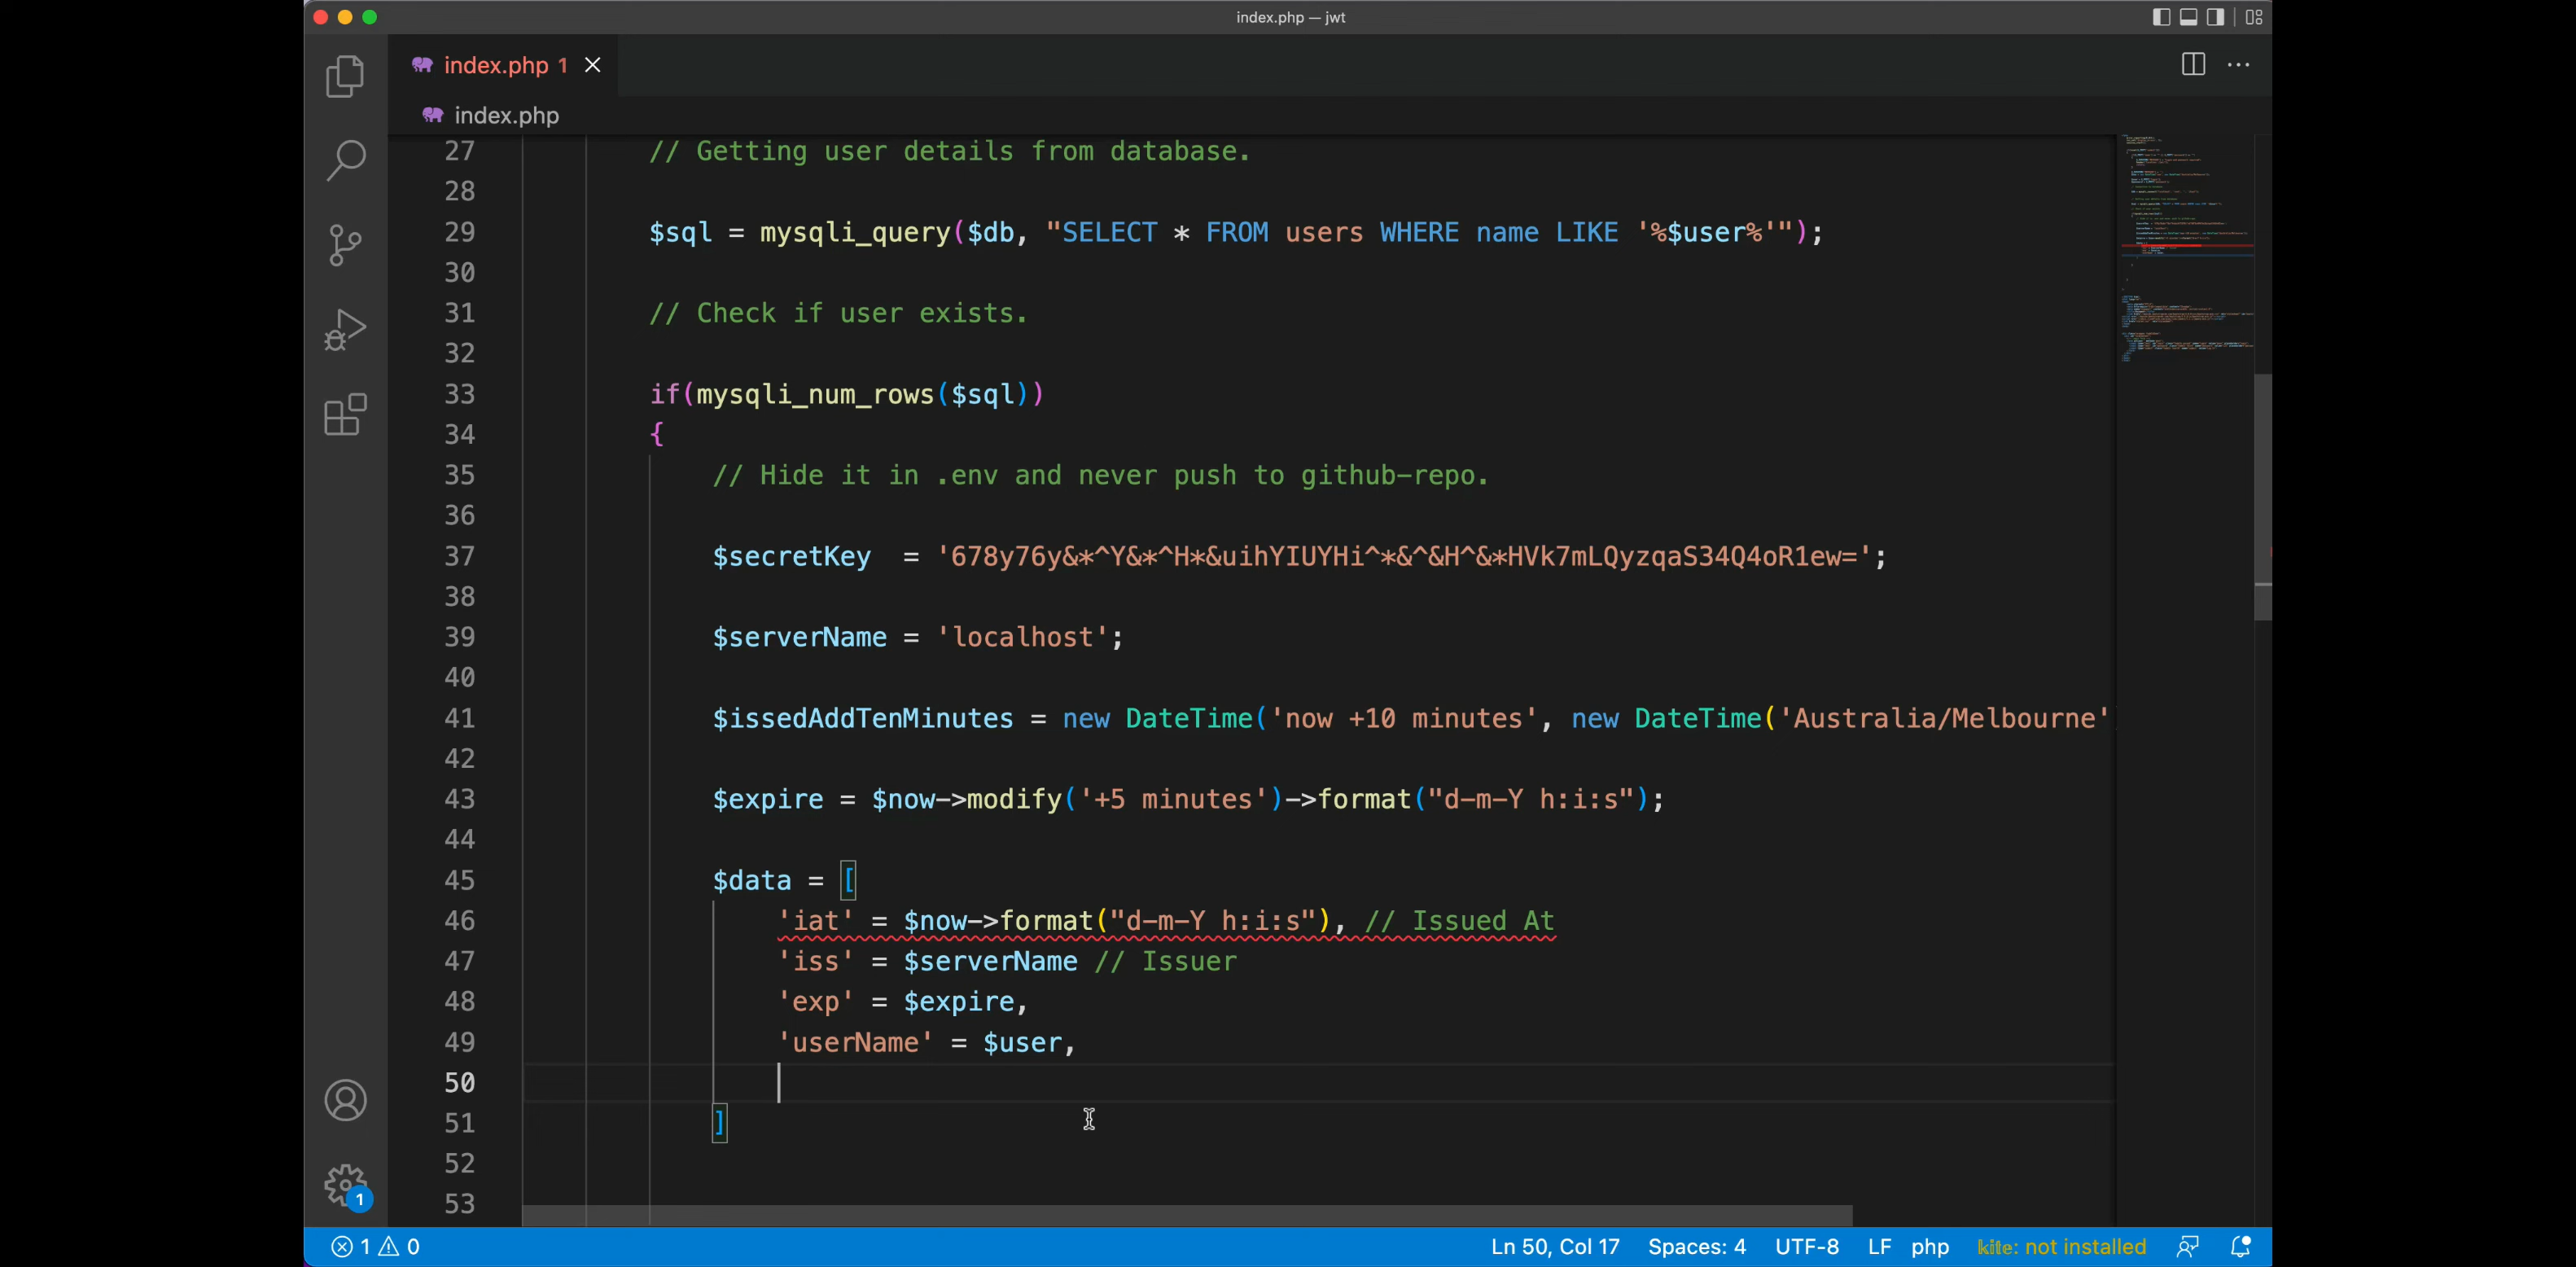 index.php — jwt
index.php 1
index.php
27 // Getting user details from database.
28
29 $sql = mysqli_query($db, "SELECT * FROM users WHERE name LIKE '%$user%'");
30
31 // Check if user exists.
32
33 if(mysqli_num_rows($sql))
34 {
35 // Hide it in .env and never push to github-repo.
36
37 $secretKey  = '678y76y&*^Y&*^H*&uihYIUYHi^*&^&H^&*HVk7mLQyzqaS34Q4oR1ew=';
38
39 $serverName = 'localhost';
40
41 $issedAddTenMinutes = new DateTime('now +10 minutes', new DateTime('Australia/Melbourne'
42
43 $expire = $now->modify('+5 minutes')->format("d-m-Y h:i:s");
44
45 $data = [
46 'iat' = $now->format("d-m-Y h:i:s"), // Issued At
47 'iss' = $serverName // Issuer
48 'exp' = $expire,
49 'userName' = $user,
50
51 ]
52
53
1
1 0 Ln 50, Col 17 Spaces: 4 UTF-8 LF php kite: not installed